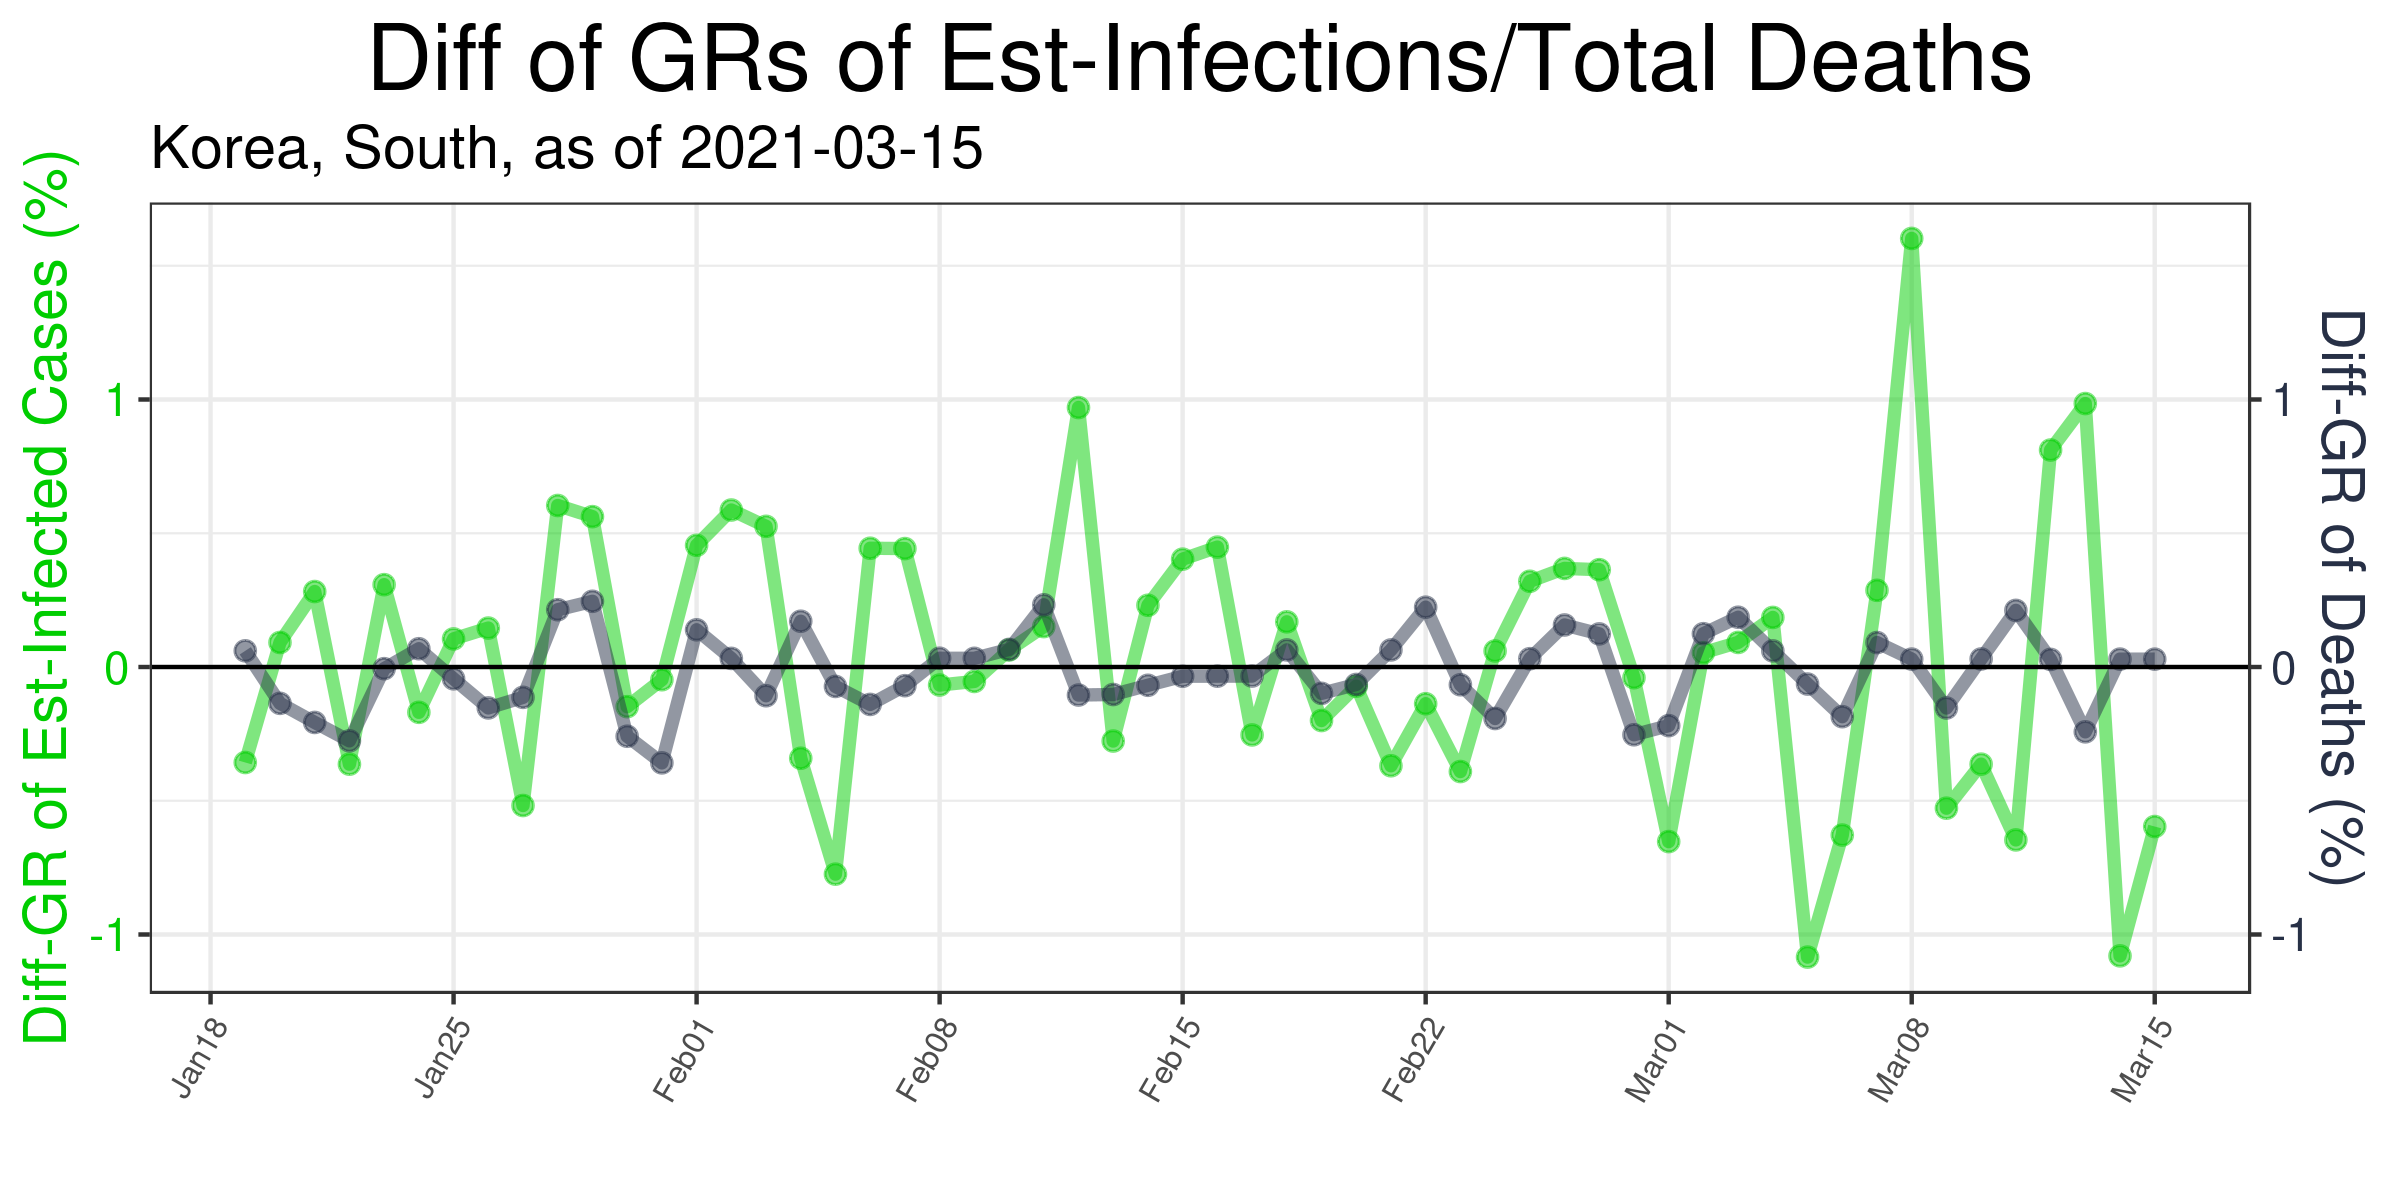 Diff of GRs of Est-Infections/Total Deaths
Korea, South, as of 2021-03-15
Diff-GR of Est-Infected Cases (%)
1
0
-1
1
0
-1
Diff-GR of Deaths (%)
Jan18
Jan25
Feb01
Feb08
Feb15
Feb22
Mar01
Mar08
Mar15